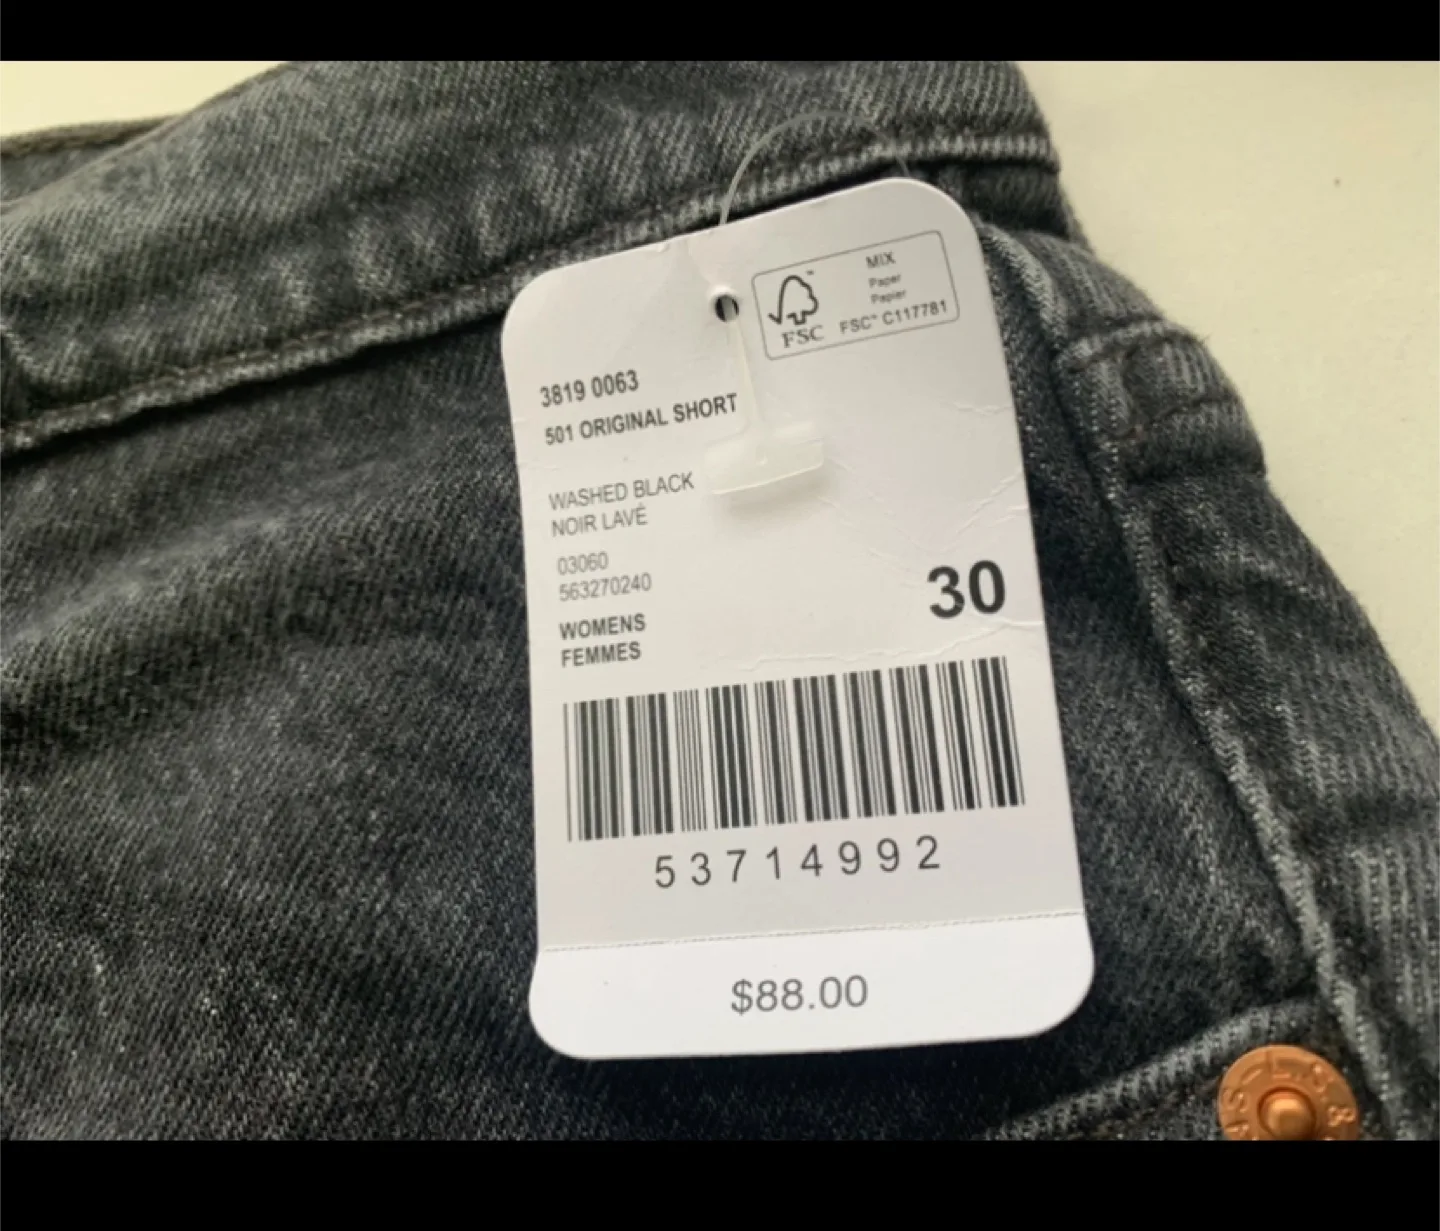 MIX
Paper
Papier
FSC™ C117781
FSC
3819 0063
501 ORIGINAL SHORT
WASHED BLACK
NOIR LAVÉ
03060
563270240
WOMENS
FEMMES
30
53714992
$88.00
L.S.&